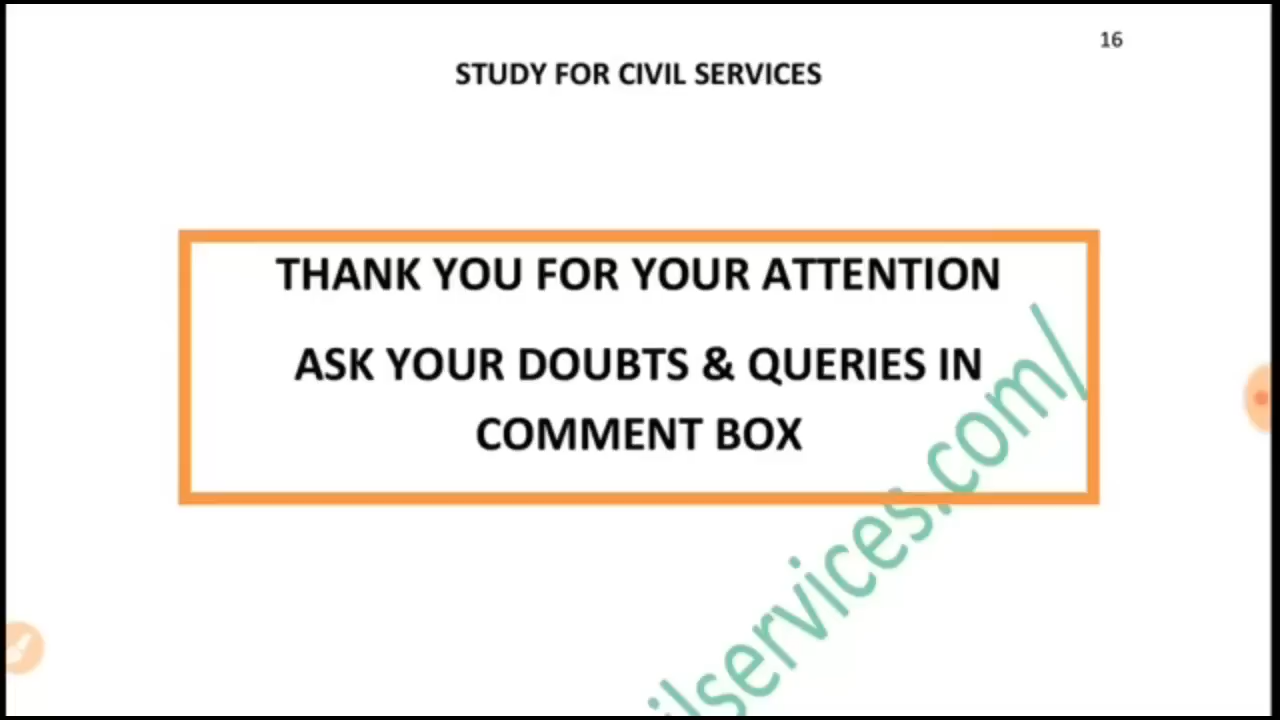 16
STUDY FOR CIVIL SERVICES
THANK YOU FOR YOUR ATTENTION
ASK YOUR DOUBTS & QUERIES IN
COMMENT BOX
ilservices.com/